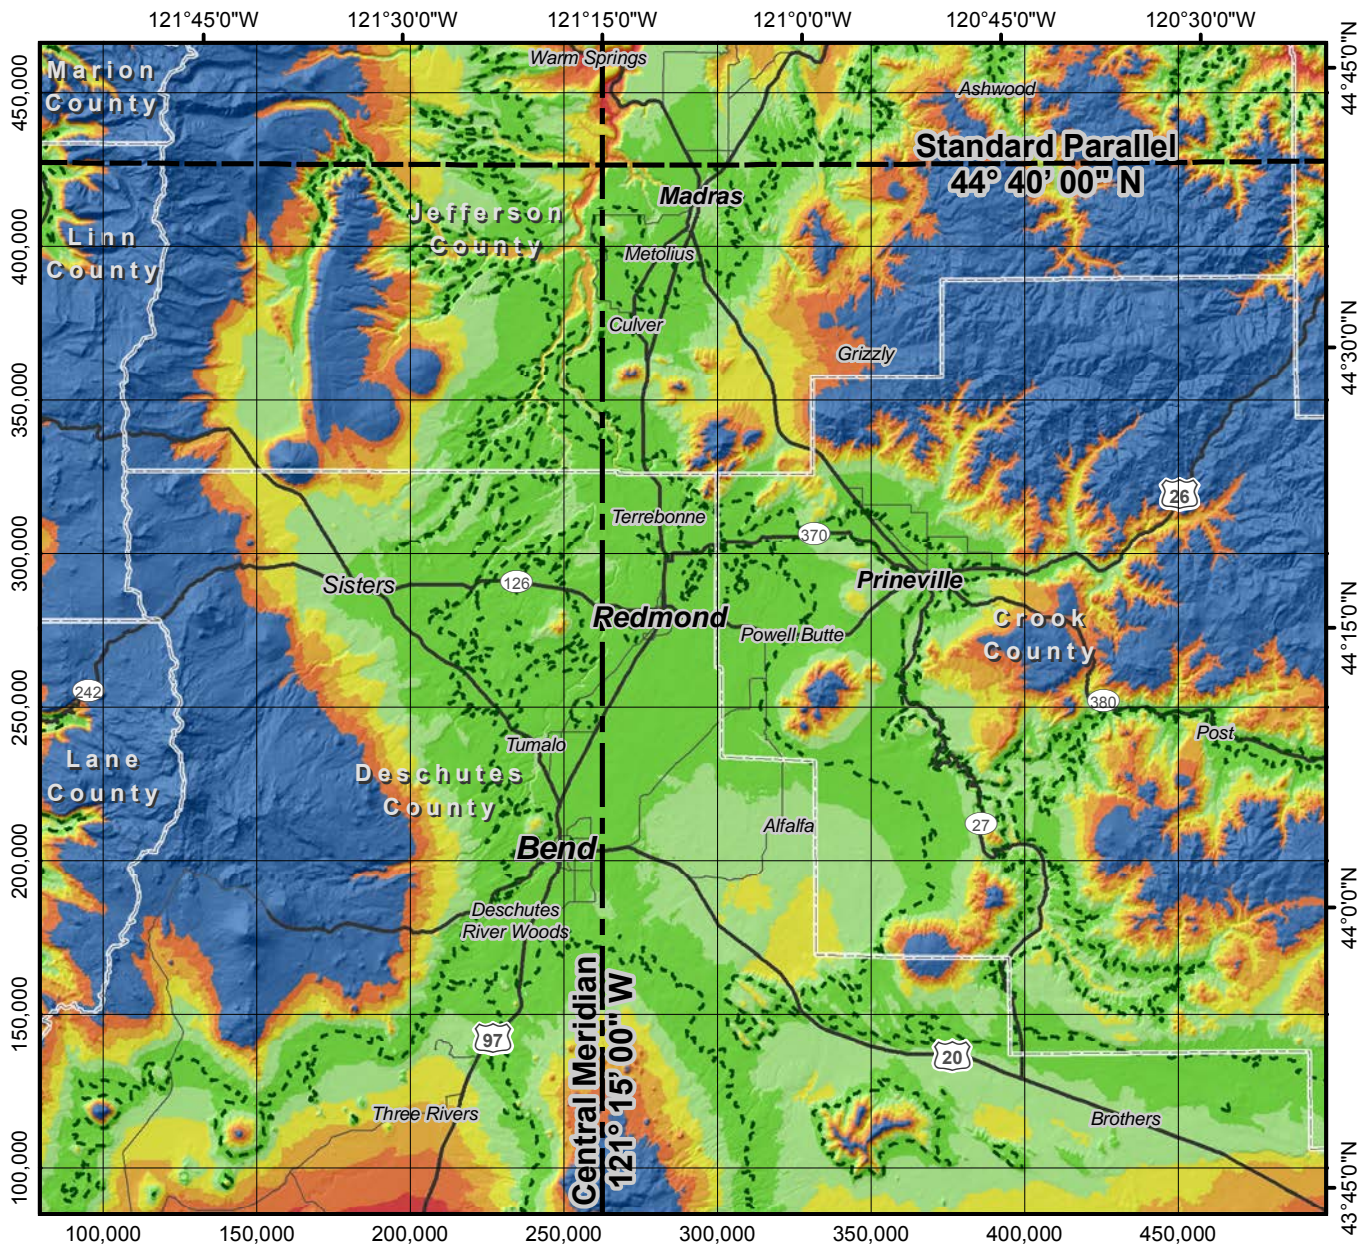 121°45'0"W 121°30'0"W 121°15'0"W 121°0'0"W 120°45'0"W 120°30'0"W
Warm Springs
44°45'0"N
Marion
County
Ashwood
450,000
Standard Parallel
44° 40' 00" N
Madras
Jefferson
County
Linn
County
Metolius
400,000
Culver
Grizzly
44°30'0"N
350,000
26
Terrebonne
370
300,000
Sisters
126
Prineville
Redmond
Crook
County
Powell Butte
44°15'0"N
242
380
250,000
Post
Tumalo
Lane
County
Deschutes
County
27
Alfalfa
Bend
200,000
44°0'0"N
Deschutes
River Woods
Central Meridian
121° 15' 00" W
150,000
97
20
Three Rivers
Brothers
100,000
43°45'0"N
100,000 150,000 200,000 250,000 300,000 350,000 400,000 450,000